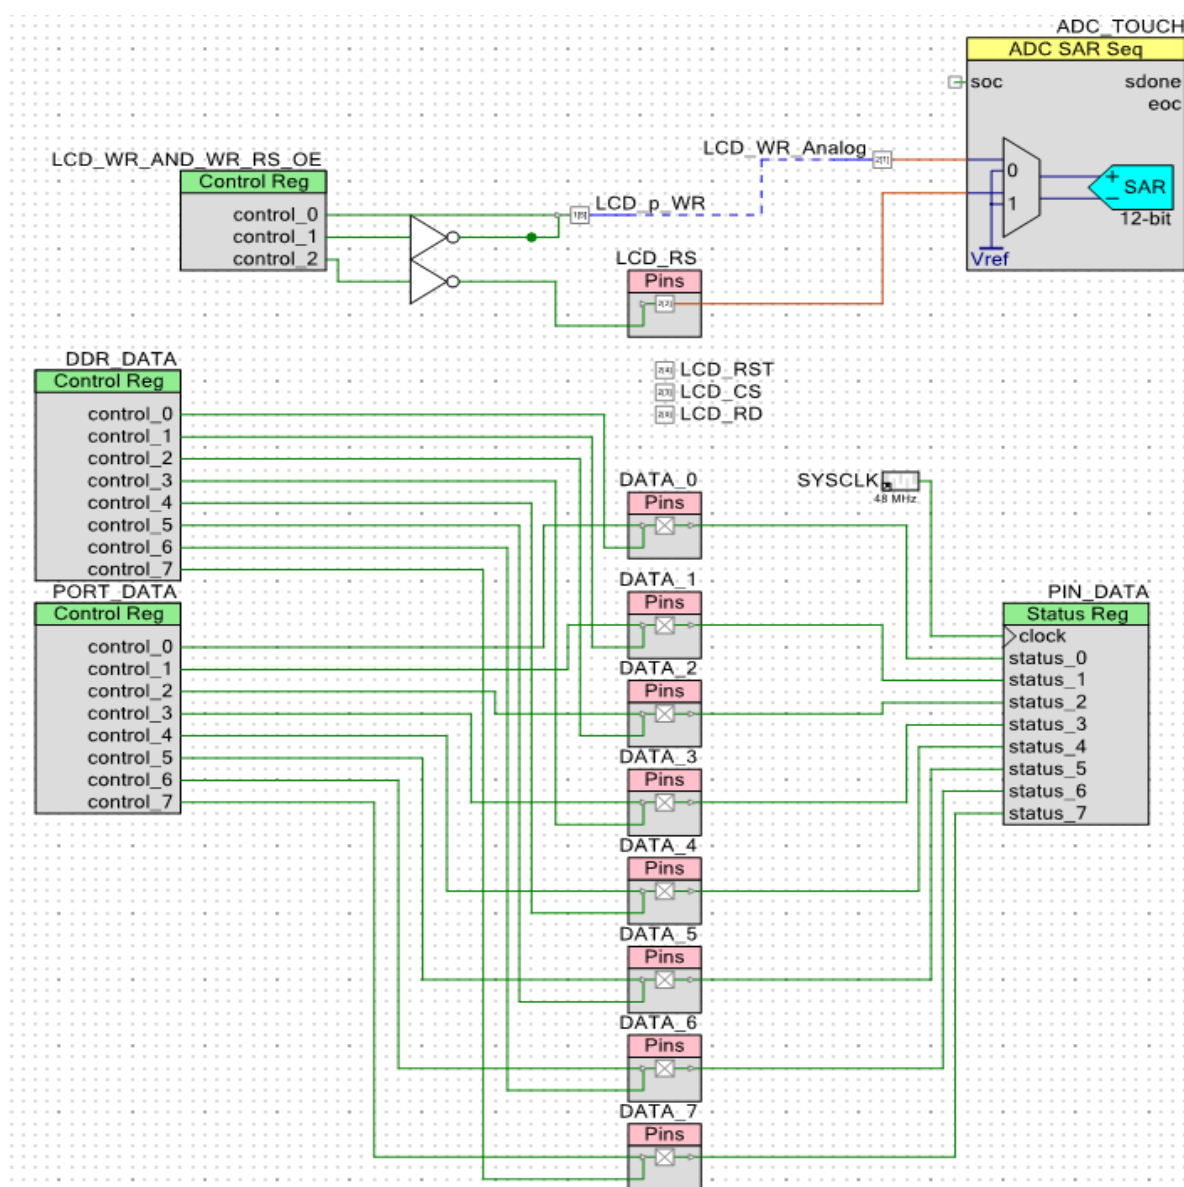 ADC_TOUCH
ADC SAR Seq
soc
sdone
eoc
0
1
+
−
SAR
12-bit
Vref
LCD_WR_Analog
2[1]
LCD_WR_AND_WR_RS_OE
Control Reg
control_0
control_1
control_2
LCD_p_WR
LCD_RS
Pins
2[2]
LCD_RST
LCD_CS
LCD_RD
DDR_DATA
Control Reg
control_0
control_1
control_2
control_3
control_4
control_5
control_6
control_7
PORT_DATA
Control Reg
control_0
control_1
control_2
control_3
control_4
control_5
control_6
control_7
DATA_0
Pins
DATA_1
Pins
DATA_2
Pins
DATA_3
Pins
DATA_4
Pins
DATA_5
Pins
DATA_6
Pins
DATA_7
Pins
SYSCLK
48 MHz
PIN_DATA
Status Reg
clock
status_0
status_1
status_2
status_3
status_4
status_5
status_6
status_7